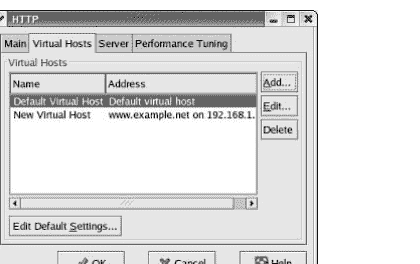 HTTP
Main Virtual Hosts Server Performance Tuning
Virtual Hosts
Name Address
Default Virtual Host Default virtual host
New Virtual Host www.example.net on 192.168.1.
Add...
Edit...
Delete
Edit Default Settings...
OK Cancel Help